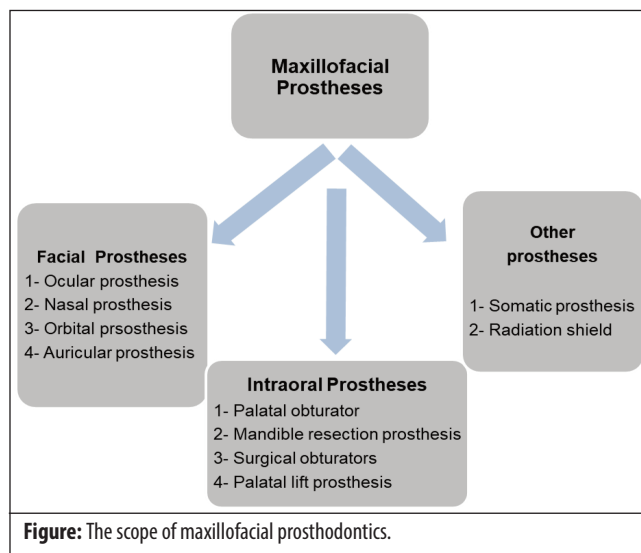 Maxillofacial
Prostheses
Facial Prostheses
1- Ocular prosthesis
2- Nasal prosthesis
3- Orbital prsosthesis
4- Auricular prosthesis
Intraoral Prostheses
1- Palatal obturator
2- Mandible resection prosthesis
3- Surgical obturators
4- Palatal lift prosthesis
Other
prostheses
1- Somatic prosthesis
2- Radiation shield
Figure: The scope of maxillofacial prosthodontics.